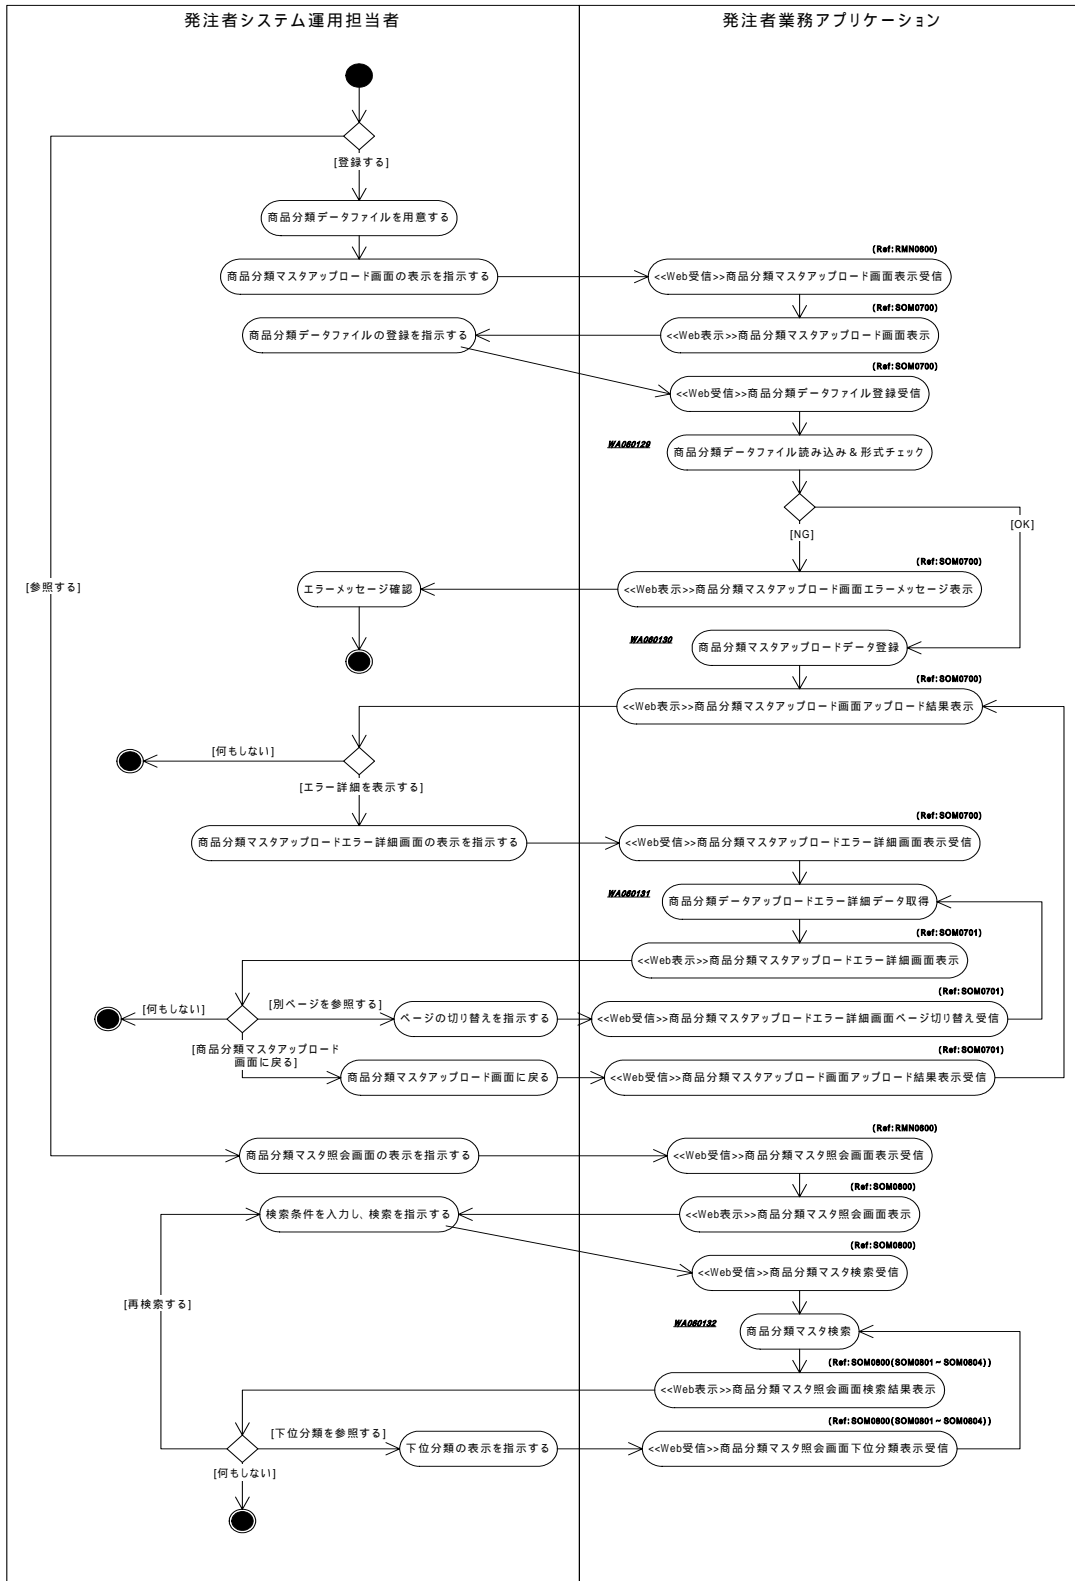 発注者システム運用担当者
発注者業務アプリケーション
[登録する]
商品分類データファイルを用意する
(Ref:RMN0600)
商品分類マスタアップロード画面の表示を指示する
<<Web受信>>商品分類マスタアップロード画面表示受信
(Ref:SOM0700)
商品分類データファイルの登録を指示する
<<Web表示>>商品分類マスタアップロード画面表示
(Ref:SOM0700)
<<Web受信>>商品分類データファイル登録受信
WA060129
商品分類データファイル読み込み＆形式チェック
[OK]
[NG]
(Ref:SOM0700)
[参照する]
エラーメッセージ確認
<<Web表示>>商品分類マスタアップロード画面エラーメッセージ表示
WA060130
商品分類マスタアップロードデータ登録
(Ref:SOM0700)
<<Web表示>>商品分類マスタアップロード画面アップロード結果表示
[何もしない]
[エラー詳細を表示する]
(Ref:SOM0700)
商品分類マスタアップロードエラー詳細画面の表示を指示する
<<Web受信>>商品分類マスタアップロードエラー詳細画面表示受信
WA060131
商品分類データアップロードエラー詳細データ取得
(Ref:SOM0701)
<<Web表示>>商品分類マスタアップロードエラー詳細画面表示
(Ref:SOM0701)
[何もしない]
[別ページを参照する]
ページの切り替えを指示する
<<Web受信>>商品分類マスタアップロードエラー詳細画面ページ切り替え受信
[商品分類マスタアップロード
画面に戻る]
(Ref:SOM0701)
商品分類マスタアップロード画面に戻る
<<Web受信>>商品分類マスタアップロード画面アップロード結果表示受信
(Ref:RMN0600)
商品分類マスタ照会画面の表示を指示する
<<Web受信>>商品分類マスタ照会画面表示受信
(Ref:SOM0800)
検索条件を入力し、検索を指示する
<<Web表示>>商品分類マスタ照会画面表示
(Ref:SOM0800)
<<Web受信>>商品分類マスタ検索受信
[再検索する]
WA060132
商品分類マスタ検索
(Ref:SOM0800(SOM0801～SOM0804))
<<Web表示>>商品分類マスタ照会画面検索結果表示
(Ref:SOM0800(SOM0801～SOM0804))
[下位分類を参照する]
下位分類の表示を指示する
<<Web受信>>商品分類マスタ照会画面下位分類表示受信
[何もしない]